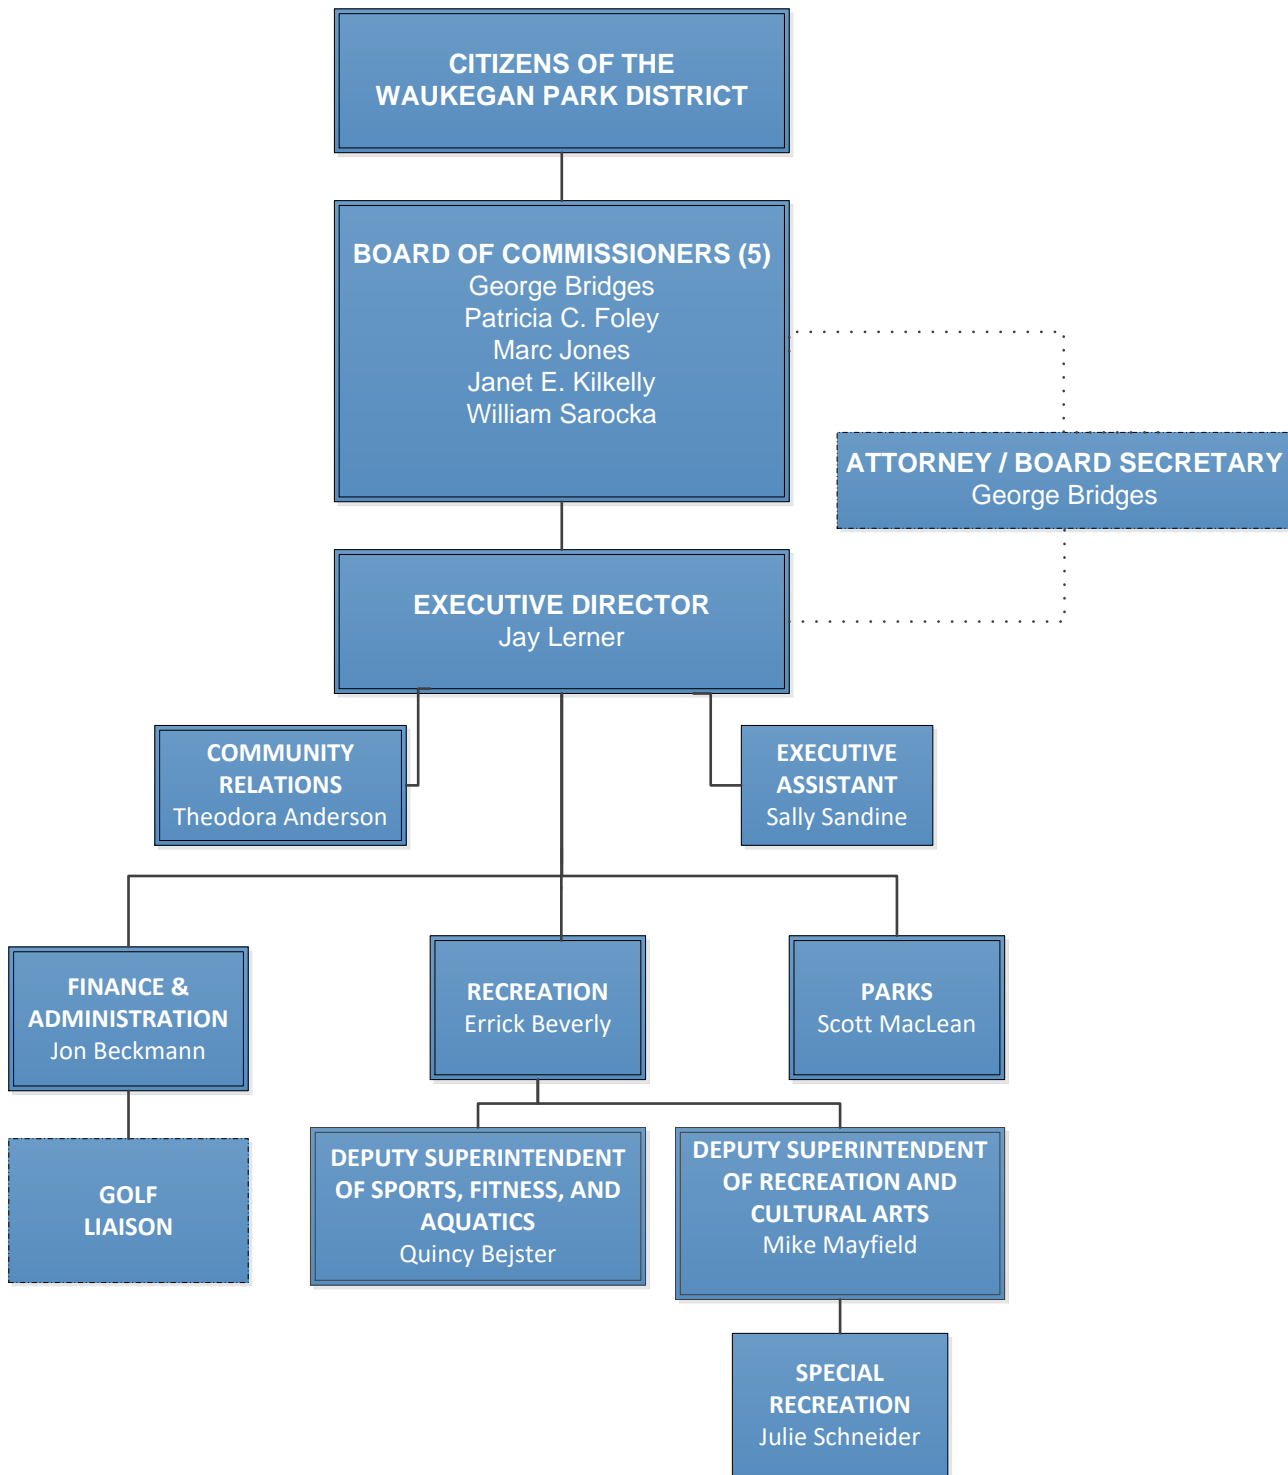 CITIZENS OF THE
WAUKEGAN PARK DISTRICT
BOARD OF COMMISSIONERS (5)
George Bridges
Patricia C. Foley
Marc Jones
Janet E. Kilkelly
William Sarocka
ATTORNEY / BOARD SECRETARY
George Bridges
EXECUTIVE DIRECTOR
Jay Lerner
COMMUNITY
RELATIONS
Theodora Anderson
EXECUTIVE
ASSISTANT
Sally Sandine
FINANCE &
ADMINISTRATION
Jon Beckmann
RECREATION
Errick Beverly
PARKS
Scott MacLean
GOLF
LIAISON
DEPUTY SUPERINTENDENT
OF SPORTS, FITNESS, AND
AQUATICS
Quincy Bejster
DEPUTY SUPERINTENDENT
OF RECREATION AND
CULTURAL ARTS
Mike Mayfield
SPECIAL
RECREATION
Julie Schneider